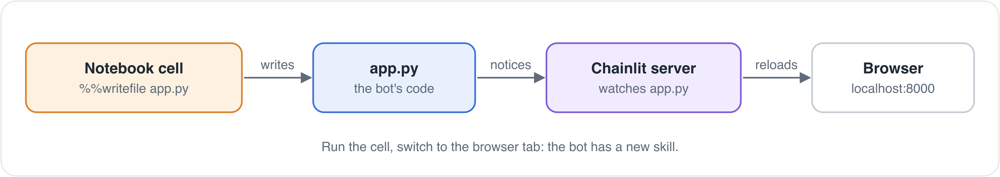 Notebook cell
%%writefile app.py
writes
app.py
the bot's code
notices
Chainlit server
watches app.py
reloads
Browser
localhost:8000
Run the cell, switch to the browser tab: the bot has a new skill.